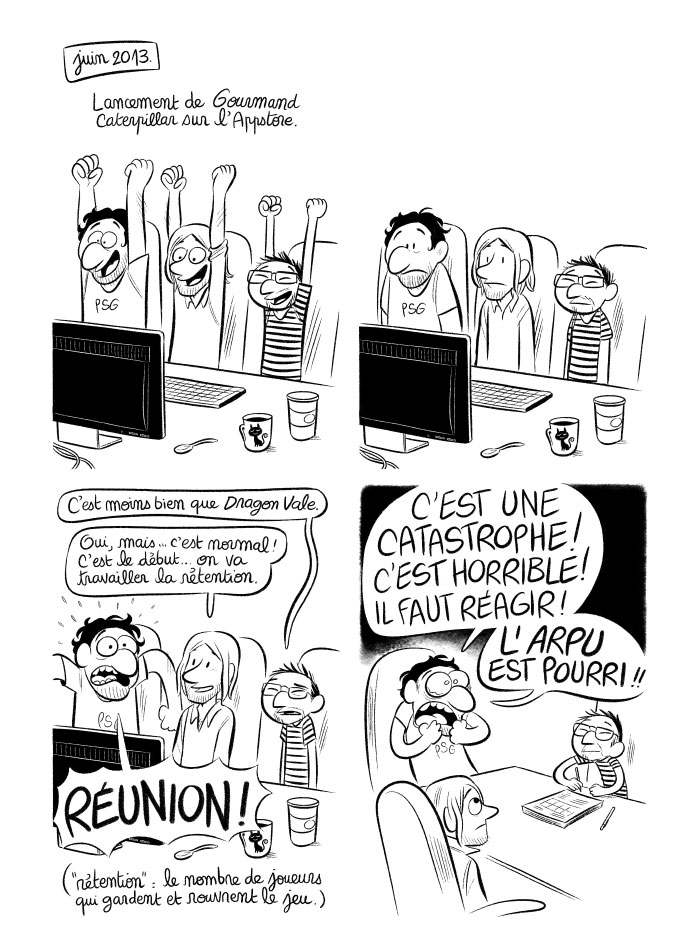 juin 2013.
Lancement de Gourmand
Caterpillar sur l'Appstore.
PSG
PSG
C'est moins bien que Dragon Vale.
Oui, mais... c'est normal!
C'est le début... on va
travailler la rétention.
PSG
RÉUNION!
("rétention": le nombre de joueurs
qui gardent et rouvrent le jeu.)
C'EST UNE
CATASTROPHE!
C'EST HORRIBLE!
IL FAUT RÉAGIR!
L'ARPU
EST POURRI!!
PSG